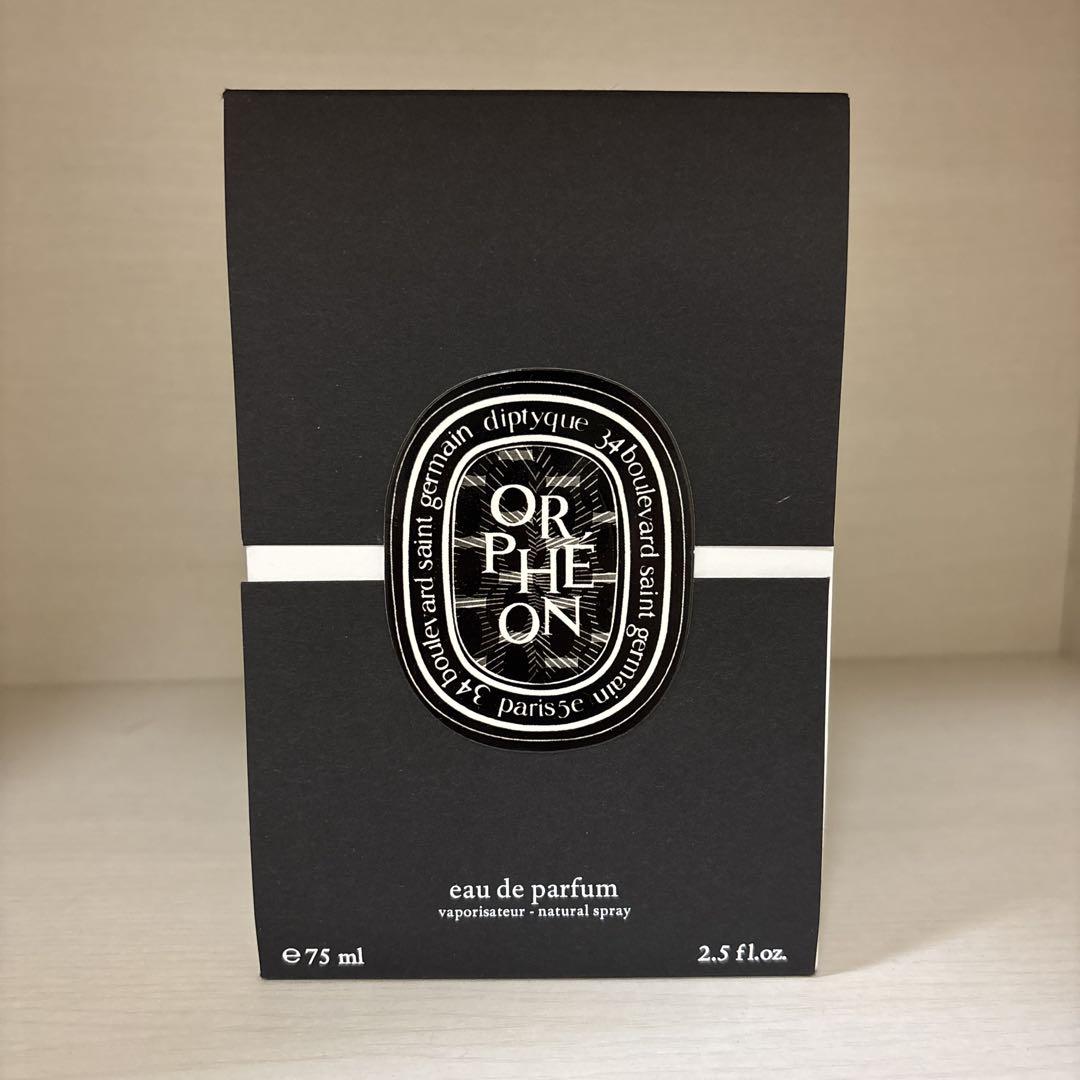 diptyque 34 boulevard saint germain paris 5e 34 boulevard saint germain
OR
PHÉ
ON
eau de parfum
vaporisateur - natural spray
℮ 75 ml
2.5 fl.oz.